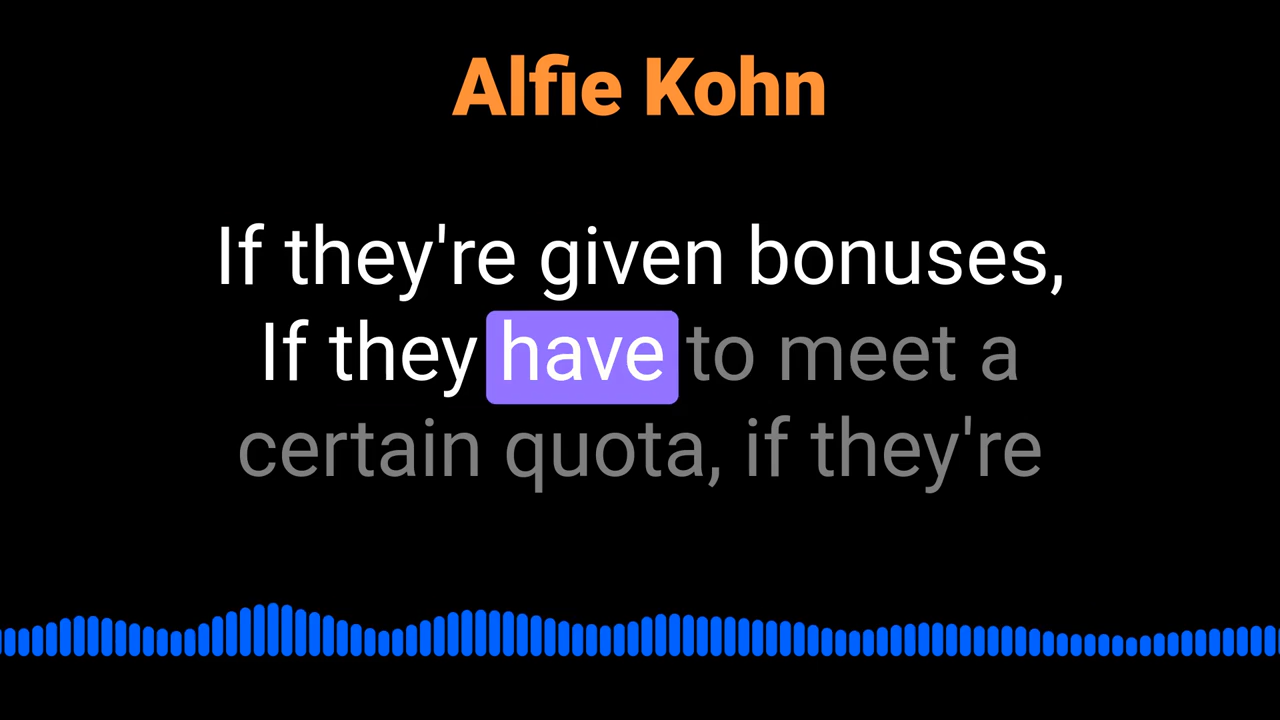 Alfie Kohn
If they're given bonuses,
If they have to meet a
certain quota, if they're